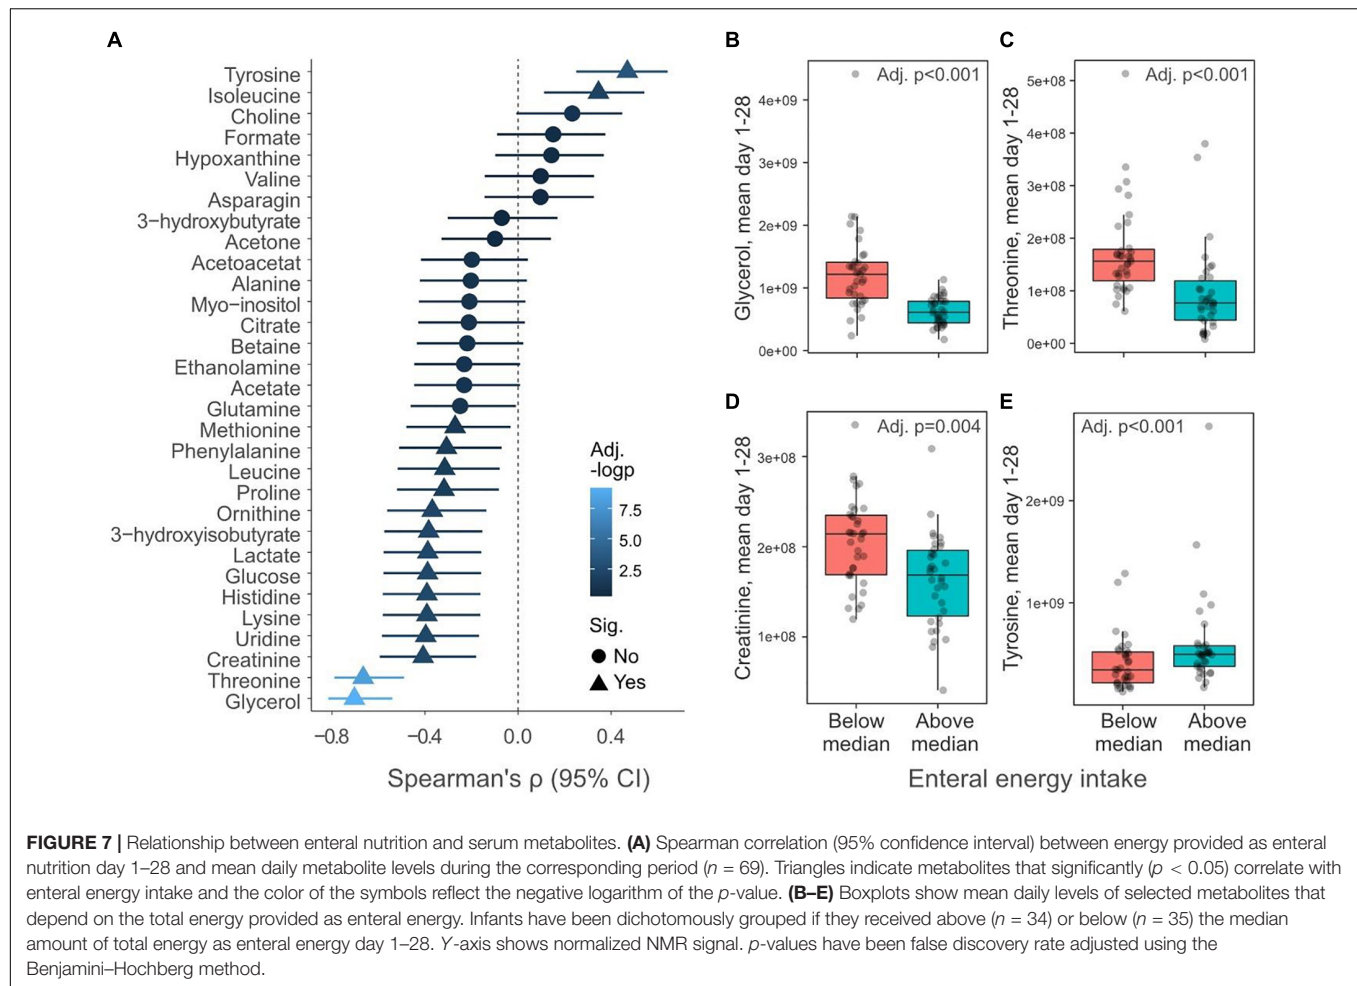 A
Tyrosine
Isoleucine
Choline
Formate
Hypoxanthine
Valine
Asparagin
3−hydroxybutyrate
Acetone
Acetoacetat
Alanine
Myo−inositol
Citrate
Betaine
Ethanolamine
Acetate
Glutamine
Methionine
Phenylalanine
Leucine
Proline
Ornithine
3−hydroxyisobutyrate
Lactate
Glucose
Histidine
Lysine
Uridine
Creatinine
Threonine
Glycerol
−0.8
−0.4
0.0
0.4
Spearman's ρ (95% CI)
Adj.
-logp
7.5
5.0
2.5
Sig.
No
Yes
B
Adj. p<0.001
Glycerol, mean day 1-28
4e+09
3e+09
2e+09
1e+09
0e+00
C
Adj. p<0.001
Threonine, mean day 1-28
5e+08
4e+08
3e+08
2e+08
1e+08
0e+00
D
Adj. p=0.004
Creatinine, mean day 1-28
3e+08
2e+08
1e+08
Below
median
Above
median
E
Adj. p<0.001
Tyrosine, mean day 1-28
2e+09
1e+09
Below
median
Above
median
Enteral energy intake
FIGURE 7 | Relationship between enteral nutrition and serum metabolites. (A) Spearman correlation (95% confidence interval) between energy provided as enteral
nutrition day 1–28 and mean daily metabolite levels during the corresponding period (n = 69). Triangles indicate metabolites that significantly (p < 0.05) correlate with
enteral energy intake and the color of the symbols reflect the negative logarithm of the p-value. (B–E) Boxplots show mean daily levels of selected metabolites that
depend on the total energy provided as enteral energy. Infants have been dichotomously grouped if they received above (n = 34) or below (n = 35) the median
amount of total energy as enteral energy day 1–28. Y-axis shows normalized NMR signal. p-values have been false discovery rate adjusted using the
Benjamini–Hochberg method.